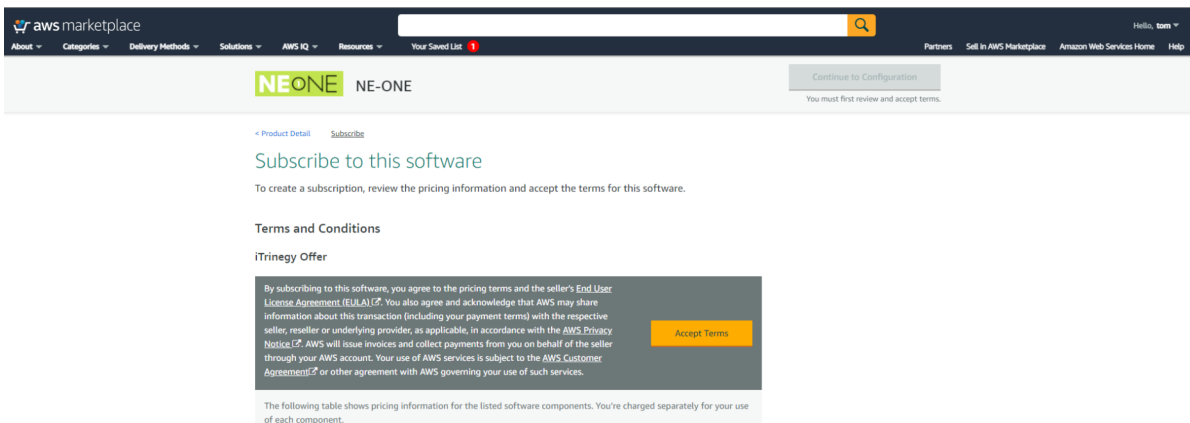 aws marketplace
Hello, tom
About Categories Delivery Methods Solutions AWS IQ Resources Your Saved List 1 Partners Sell in AWS Marketplace Amazon Web Services Home Help
NEONE NE-ONE
Continue to Configuration
You must first review and accept terms.
< Product Detail Subscribe
Subscribe to this software
To create a subscription, review the pricing information and accept the terms for this software.
Terms and Conditions
iTrinegy Offer
By subscribing to this software, you agree to the pricing terms and the seller's End User
License Agreement (EULA). You also agree and acknowledge that AWS may share
information about this transaction (including your payment terms) with the respective
seller, reseller or underlying provider, as applicable, in accordance with the AWS Privacy
Notice. AWS will issue invoices and collect payments from you on behalf of the seller
through your AWS account. Your use of AWS services is subject to the AWS Customer
Agreement or other agreement with AWS governing your use of such services.
Accept Terms
The following table shows pricing information for the listed software components. You're charged separately for your use
of each component.